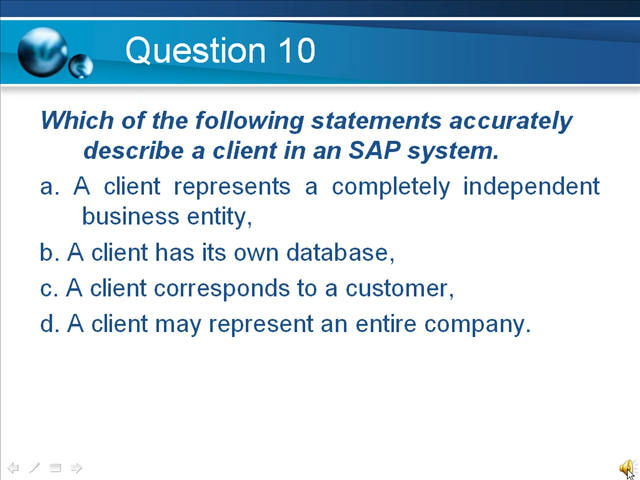 Question 10
Which of the following statements accurately
describe a client in an SAP system.
a. A client represents a completely independent
business entity,
b. A client has its own database,
c. A client corresponds to a customer,
d. A client may represent an entire company.